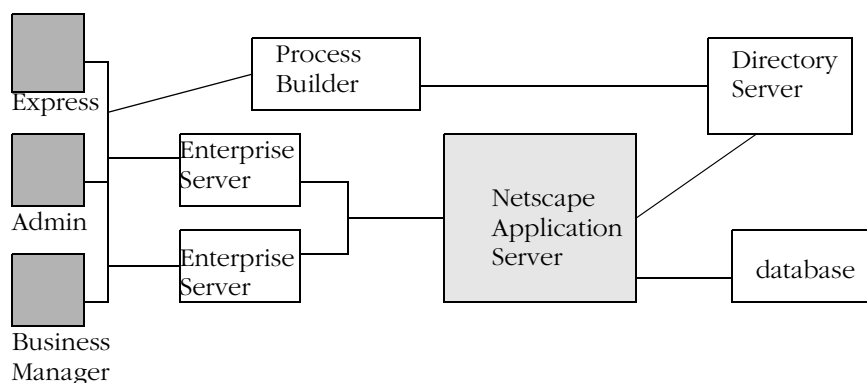 Express
Process
Builder
Directory
Server
Admin
Enterprise
Server
Enterprise
Server
Netscape
Application
Server
database
Business
Manager